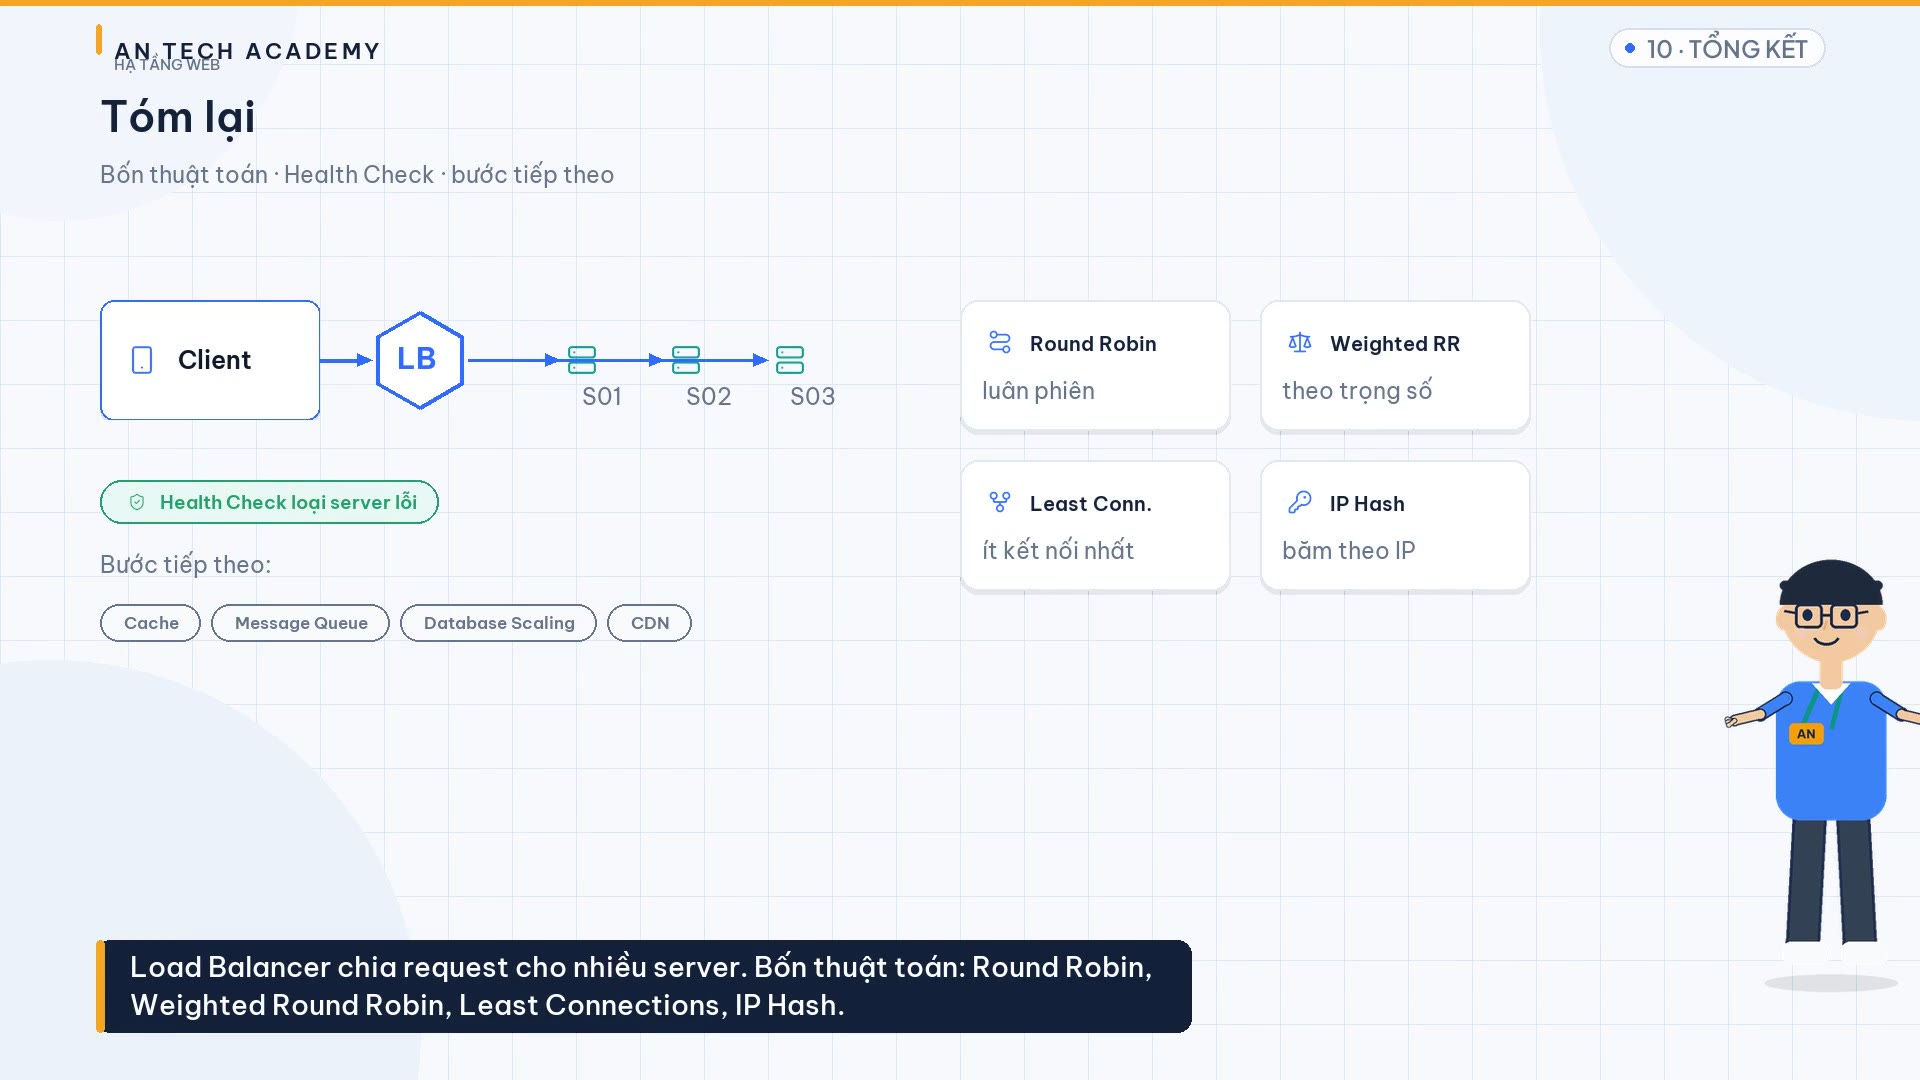 AN TECH ACADEMY
HẠ TẦNG WEB
10 · TỔNG KẾT
Tóm lại
Bốn thuật toán · Health Check · bước tiếp theo
Client
LB
S01
S02
S03
Round Robin
luân phiên
Weighted RR
theo trọng số
Least Conn.
ít kết nối nhất
IP Hash
băm theo IP
Health Check loại server lỗi
Bước tiếp theo:
Cache
Message Queue
Database Scaling
CDN
AN
Load Balancer chia request cho nhiều server. Bốn thuật toán: Round Robin,
Weighted Round Robin, Least Connections, IP Hash.